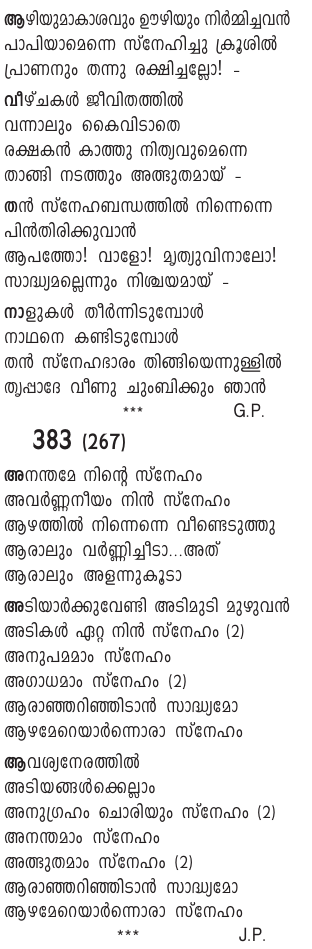 ആഴിയുമാകാശവും ഊഴിയും നിർമ്മിച്ചവൻ
പാപിയാമെന്നെ സ്നേഹിച്ചു ക്രൂശിൽ
പ്രാണനും തന്നു രക്ഷിച്ചല്ലോ! -
വീഴ്ചകൾ ജീവിതത്തിൽ
വന്നാലും കൈവിടാതെ
രക്ഷകൻ കാത്തു നിത്യവുമെന്നെ
താങ്ങി നടത്തും അത്ഭുതമായ് -
തൻ സ്നേഹബന്ധത്തിൽ നിന്നെന്നെ
പിൻതിരിക്കുവാൻ
ആപത്തോ! വാളോ! മൃത്യുവിനാലോ!
സാദ്ധ്യമല്ലെന്നും നിശ്ചയമായ് -
നാളുകൾ തീർന്നിടുമ്പോൾ
നാഥനെ കണ്ടിടുമ്പോൾ
തൻ സ്നേഹഭാരം തിങ്ങിയെന്നുള്ളിൽ
തൃപ്പാദേ വീണു ചുംബിക്കും ഞാൻ
*** G.P.
383 (267)
അനന്തമേ നിന്റെ സ്നേഹം
അവർണ്ണനീയം നിൻ സ്നേഹം
ആഴത്തിൽ നിന്നെന്നെ വീണ്ടെടുത്തു
ആരാലും വർണ്ണിച്ചീടാ...അത്
ആരാലും അളന്നുകൂടാ
അടിയാർക്കുവേണ്ടി അടിമുടി മുഴുവൻ
അടികൾ ഏറ്റ നിൻ സ്നേഹം (2)
അനുപമമാം സ്നേഹം
അഗാധമാം സ്നേഹം (2)
ആരാഞ്ഞറിഞ്ഞിടാൻ സാദ്ധ്യമോ
ആഴമേറെയാർന്നൊരാ സ്നേഹം
ആവശ്യനേരത്തിൽ
അടിയങ്ങൾക്കെല്ലാം
അനുഗ്രഹം ചൊരിയും സ്നേഹം (2)
അനന്തമാം സ്നേഹം
അത്ഭുതമാം സ്നേഹം (2)
ആരാഞ്ഞറിഞ്ഞിടാൻ സാദ്ധ്യമോ
ആഴമേറെയാർന്നൊരാ സ്നേഹം
*** J.P.